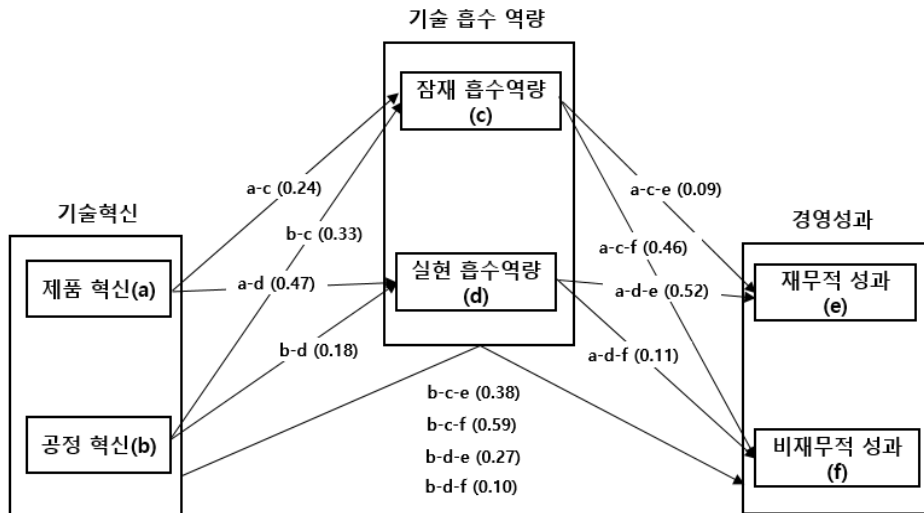 기술 흡수 역량
잠재 흡수역량
(c)
a-c (0.24)
a-c-e (0.09)
기술혁신
b-c (0.33)
a-c-f (0.46)
경영성과
제품 혁신(a)
a-d (0.47)
실현 흡수역량
(d)
a-d-e (0.52)
재무적 성과
(e)
b-d (0.18)
a-d-f (0.11)
b-c-e (0.38)
b-c-f (0.59)
공정 혁신(b)
b-d-e (0.27)
b-d-f (0.10)
비재무적 성과
(f)